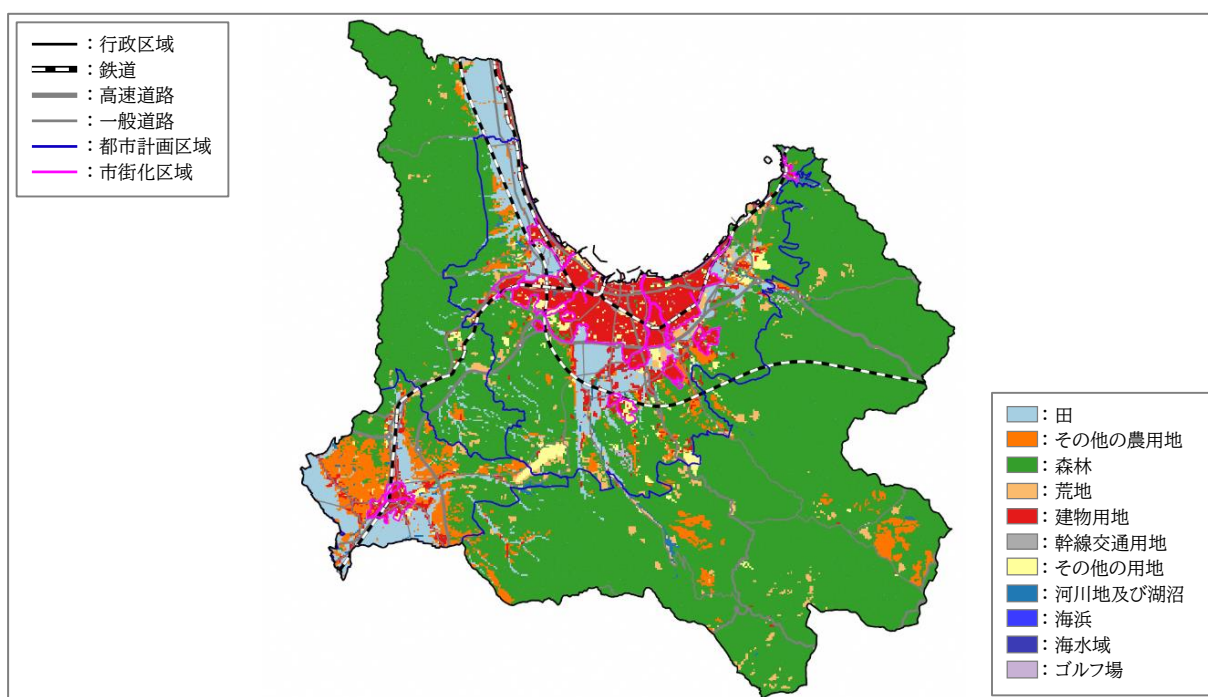 ：行政区域
：鉄道
：高速道路
：一般道路
：都市計画区域
：市街化区域
：田
：その他の農用地
：森林
：荒地
：建物用地
：幹線交通用地
：その他の用地
：河川地及び湖沼
：海浜
：海水域
：ゴルフ場